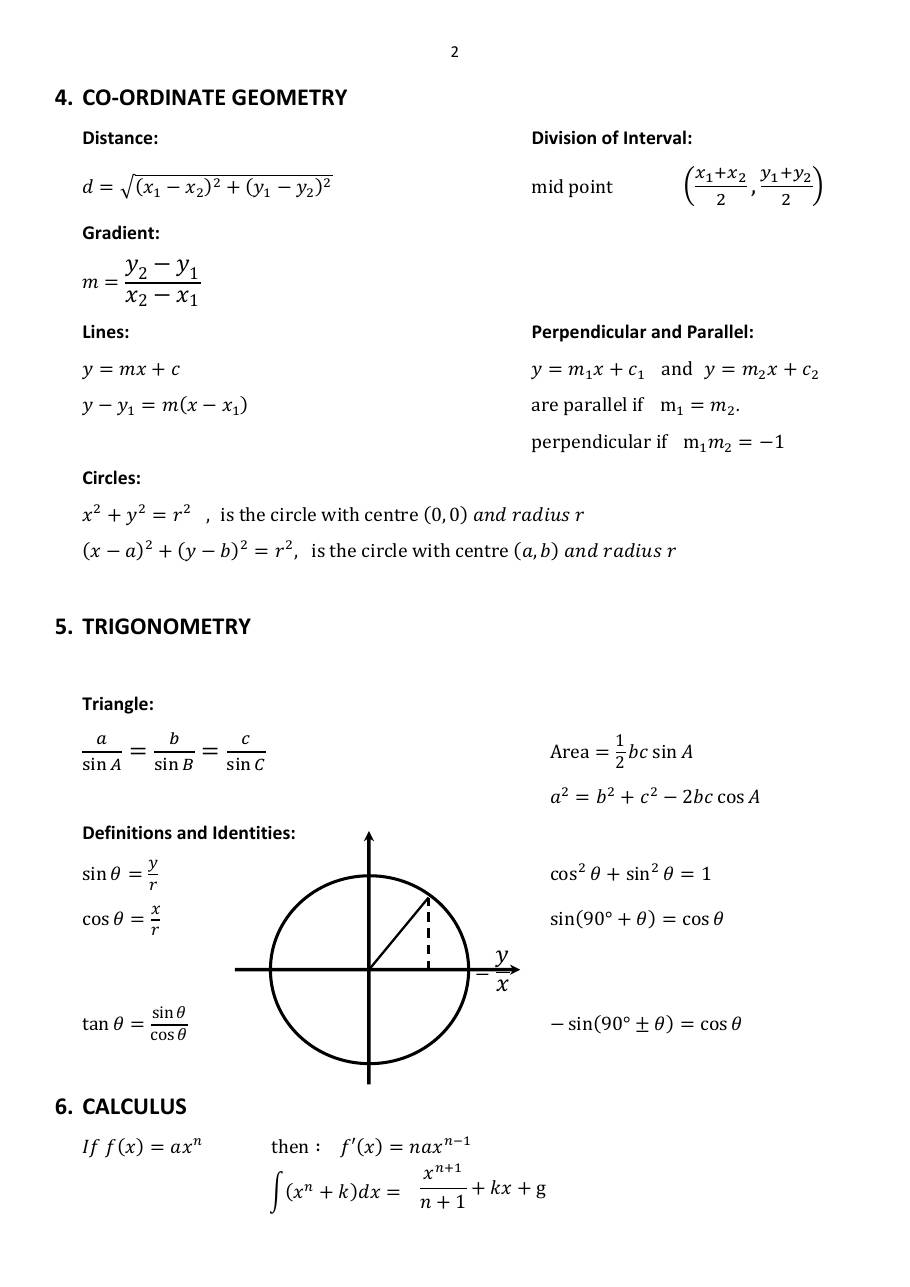 2
4. CO-ORDINATE GEOMETRY
Distance: Division of Interval:
d = √((x₁ − x₂)² + (y₁ − y₂)²) mid point ((x₁+x₂)/2 , (y₁+y₂)/2)
Gradient:
m = (y₂ − y₁)/(x₂ − x₁)
Lines: Perpendicular and Parallel:
y = mx + c y = m₁x + c₁ and y = m₂x + c₂
y − y₁ = m(x − x₁) are parallel if m₁ = m₂.
perpendicular if m₁m₂ = −1
Circles:
x² + y² = r² , is the circle with centre (0, 0) and radius r
(x − a)² + (y − b)² = r², is the circle with centre (a, b) and radius r
5. TRIGONOMETRY
Triangle:
a/sin A = b/sin B = c/sin C Area = 1/2 bc sin A
a² = b² + c² − 2bc cos A
Definitions and Identities:
sin θ = y/r cos² θ + sin² θ = 1
cos θ = x/r sin(90° + θ) = cos θ
− y/x
tan θ = sin θ/cos θ − sin(90° ± θ) = cos θ
6. CALCULUS
If f(x) = axⁿ then : f′(x) = naxⁿ⁻¹
∫(xⁿ + k)dx = xⁿ⁺¹/(n + 1) + kx + g